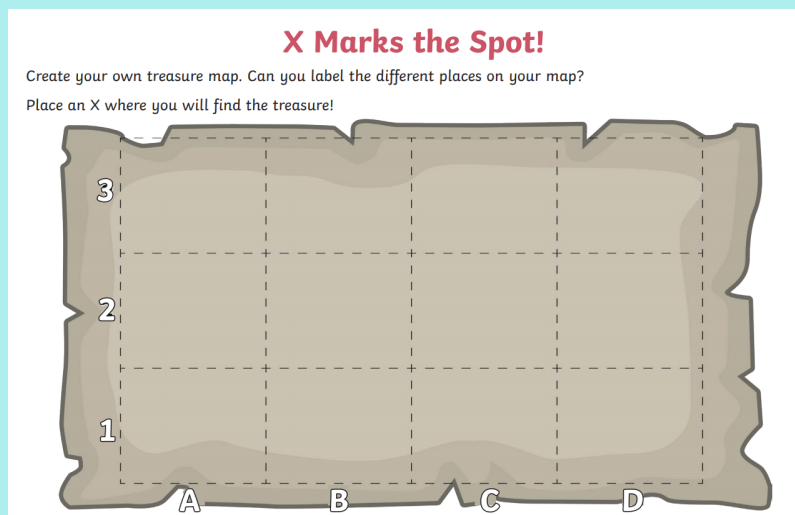 X Marks the Spot!
Create your own treasure map. Can you label the different places on your map?
Place an X where you will find the treasure!
3
2
1
A B C D